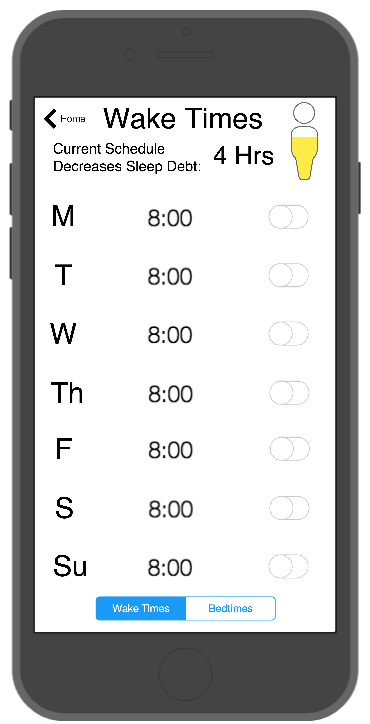 Home
Wake Times
Current Schedule
Decreases Sleep Debt:
4 Hrs
M 8:00
T 8:00
W 8:00
Th 8:00
F 8:00
S 8:00
Su 8:00
Wake Times Bedtimes